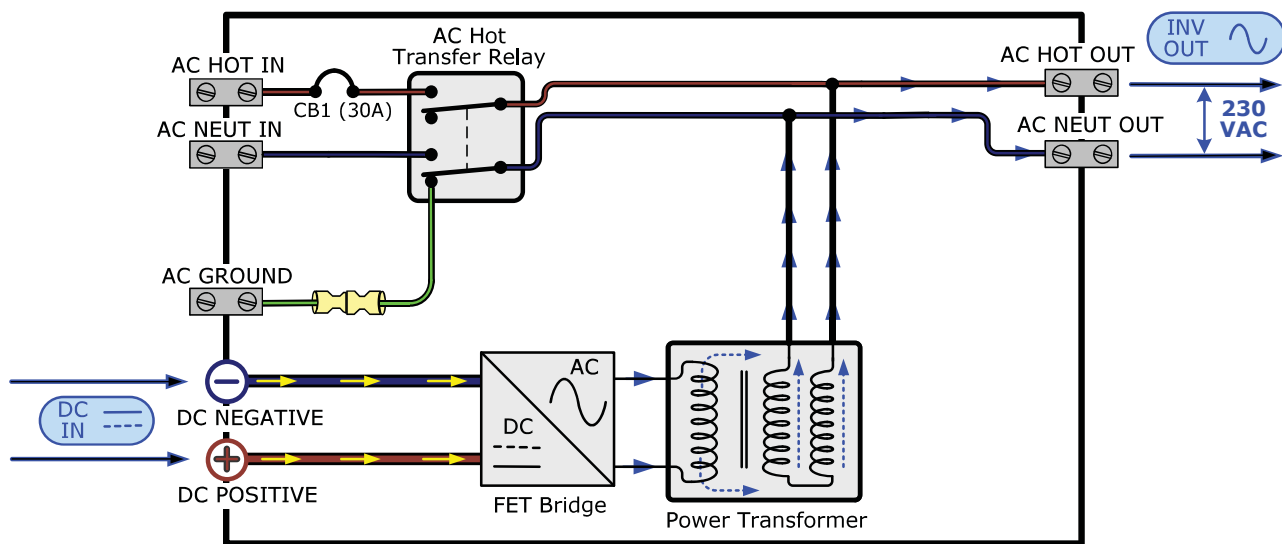 AC Hot
Transfer Relay
INV
OUT
AC HOT IN
AC HOT OUT
CB1 (30A)
AC NEUT IN
AC NEUT OUT
230
VAC
AC GROUND
AC
DC
IN
DC NEGATIVE
DC
DC POSITIVE
FET Bridge
Power Transformer